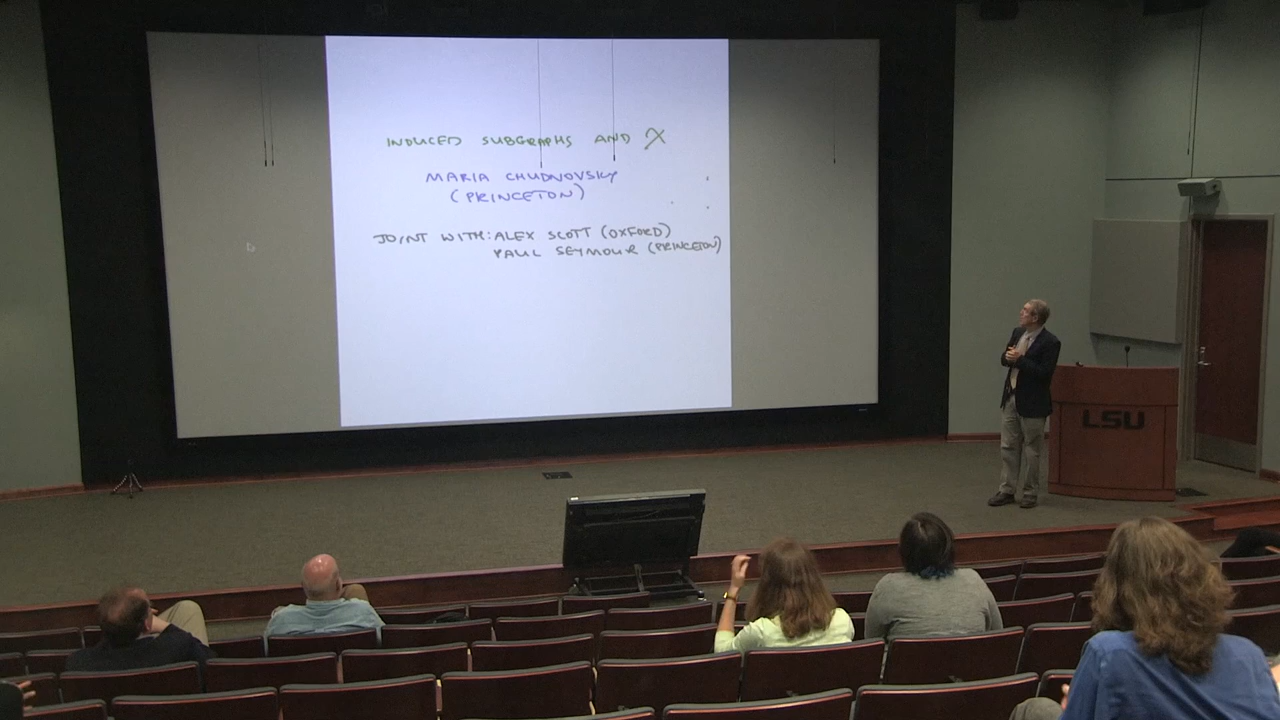 INDUCED SUBGRAPHS AND χ
MARIA CHUDNOVSKY
(PRINCETON)
JOINT WITH: ALEX SCOTT (OXFORD)
PAUL SEYMOUR (PRINCETON)
LSU